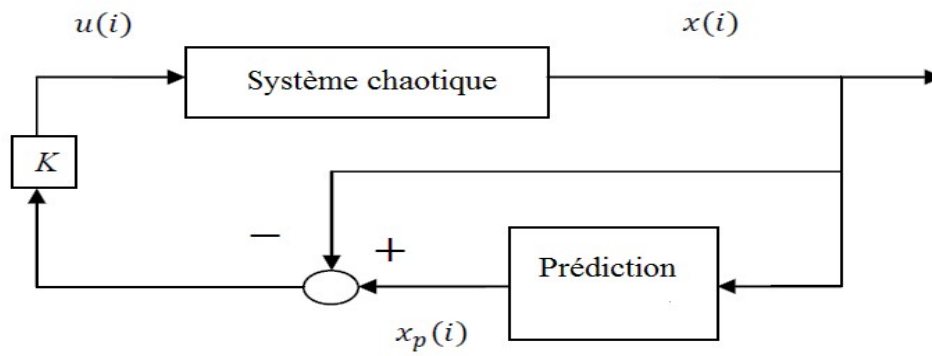 u(i)
x(i)
Système chaotique
K
−
+
Prédiction
x_p(i)